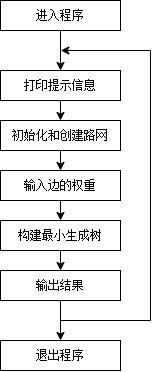 进入程序
打印提示信息
初始化和创建路网
输入边的权重
构建最小生成树
输出结果
退出程序